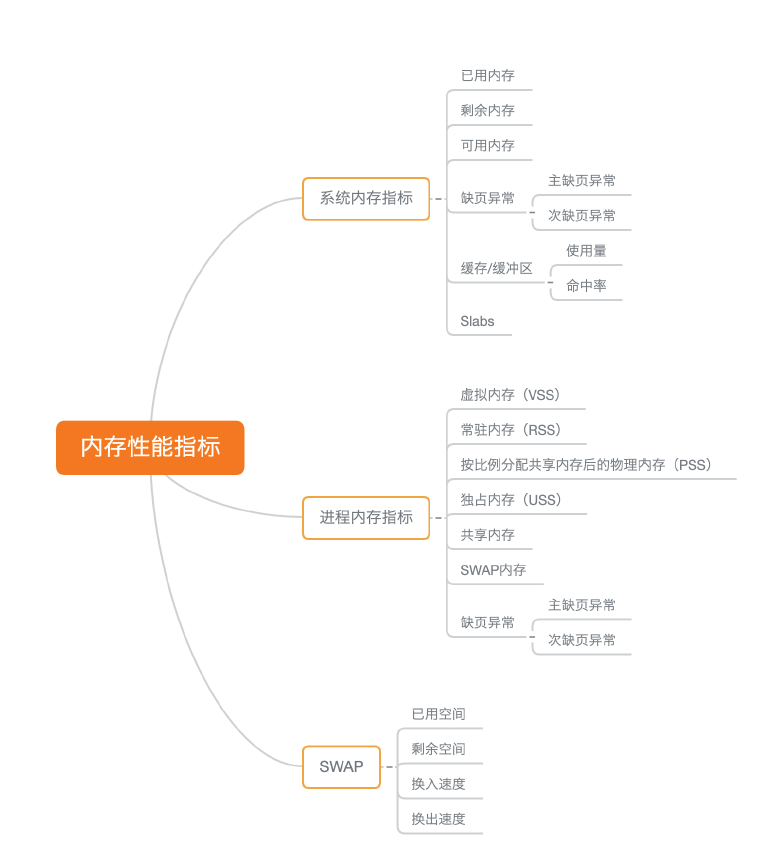 内存性能指标
系统内存指标
已用内存
剩余内存
可用内存
缺页异常
主缺页异常
次缺页异常
缓存/缓冲区
使用量
命中率
Slabs
进程内存指标
虚拟内存（VSS）
常驻内存（RSS）
按比例分配共享内存后的物理内存（PSS）
独占内存（USS）
共享内存
SWAP内存
缺页异常
主缺页异常
次缺页异常
SWAP
已用空间
剩余空间
换入速度
换出速度